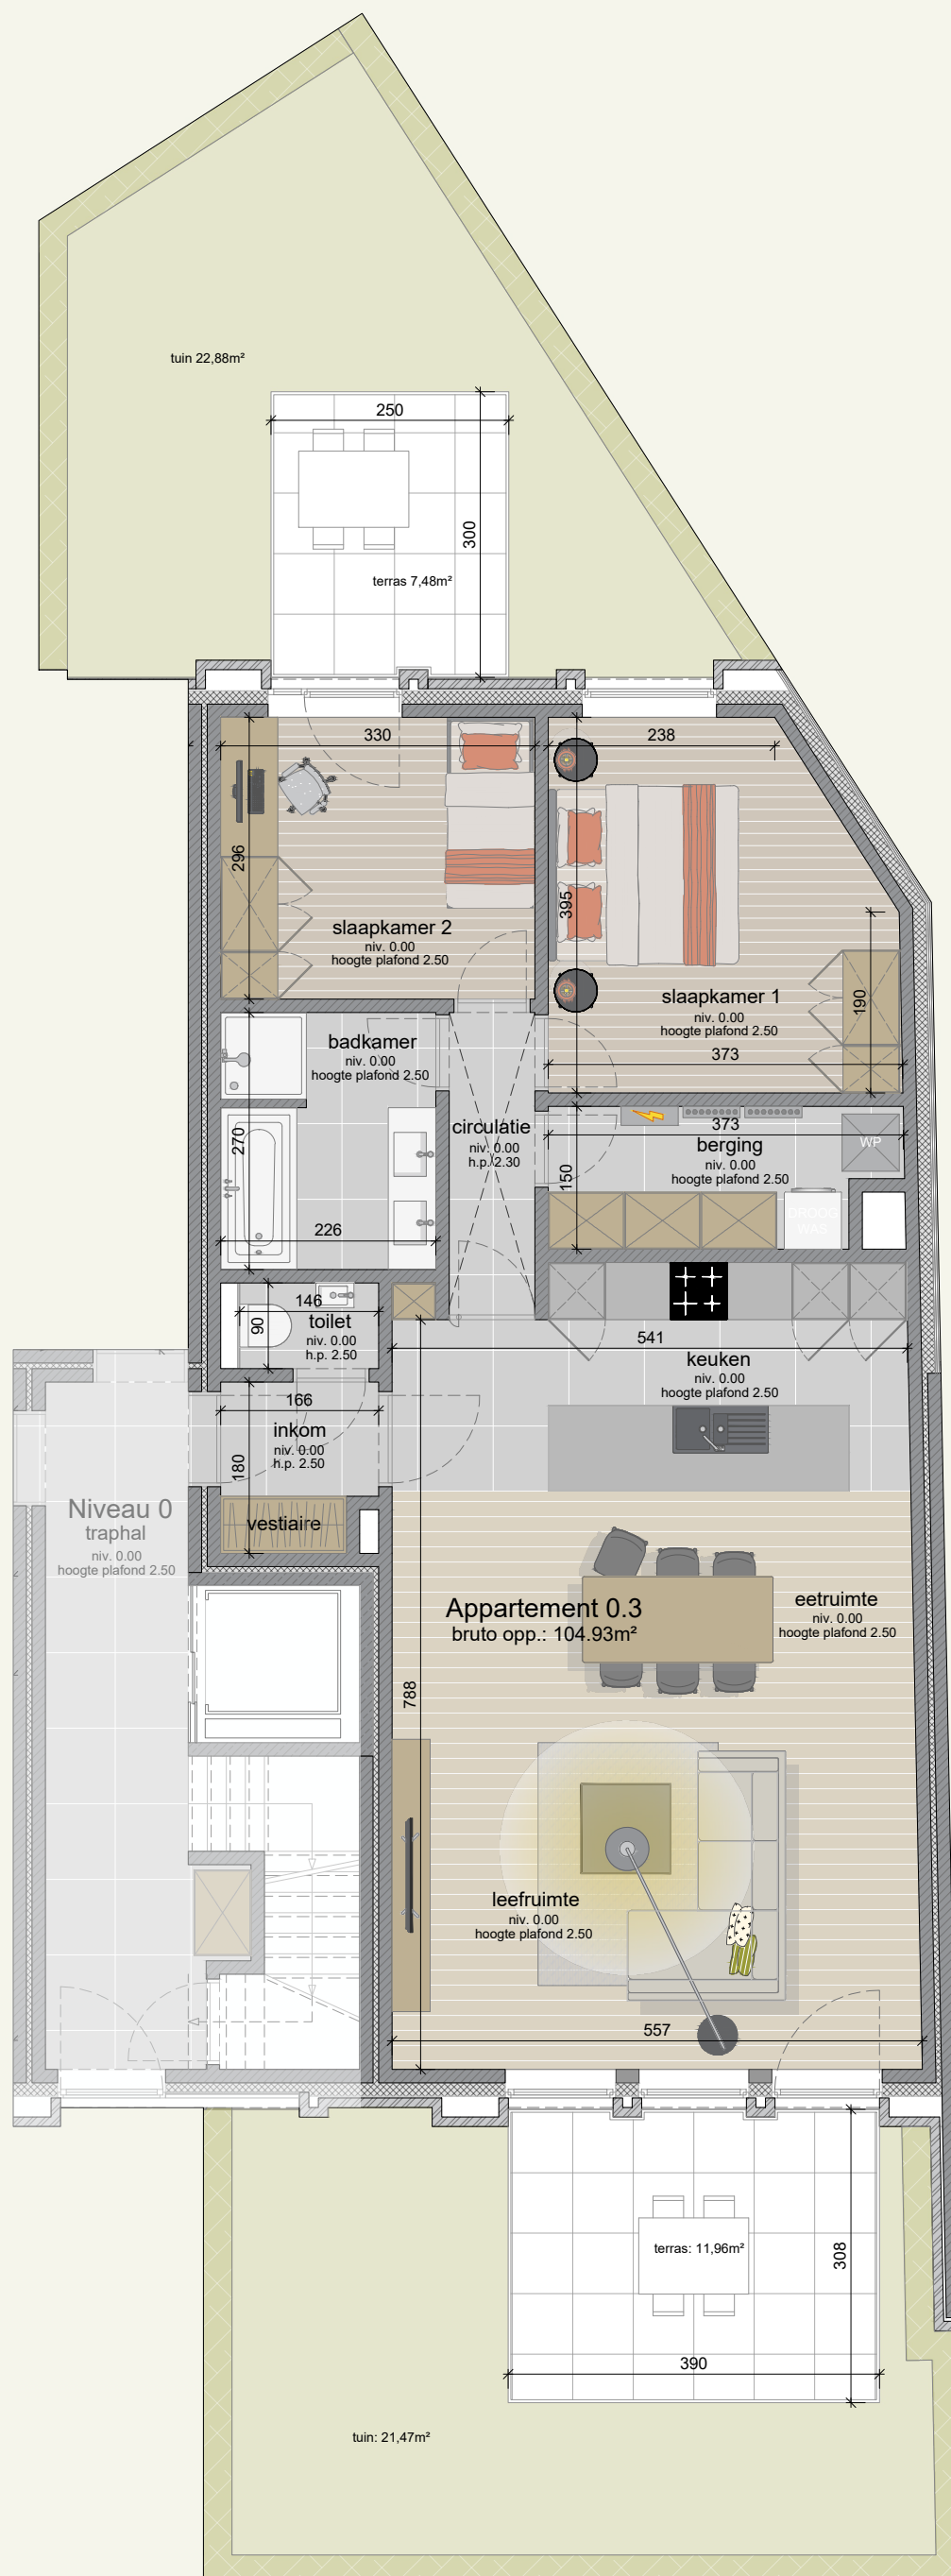 tuin 22,88m²
250
300
terras 7,48m²
330
238
296
395
slaapkamer 2
niv. 0.00
hoogte plafond 2.50
slaapkamer 1
niv. 0.00
hoogte plafond 2.50
190
373
badkamer
niv. 0.00
hoogte plafond 2.50
circulatie
niv. 0.00
h.p. 2.30
373
berging
niv. 0.00
hoogte plafond 2.50
WP
270
150
226
DROOG
WAS
146
toilet
niv. 0.00
h.p. 2.50
90
541
keuken
niv. 0.00
hoogte plafond 2.50
166
inkom
niv. 0.00
h.p. 2.50
180
vestiaire
Niveau 0
traphal
niv. 0.00
hoogte plafond 2.50
Appartement 0.3
bruto opp.: 104.93m²
eetruimte
niv. 0.00
hoogte plafond 2.50
788
leefruimte
niv. 0.00
hoogte plafond 2.50
557
terras: 11,96m²
308
390
tuin: 21,47m²